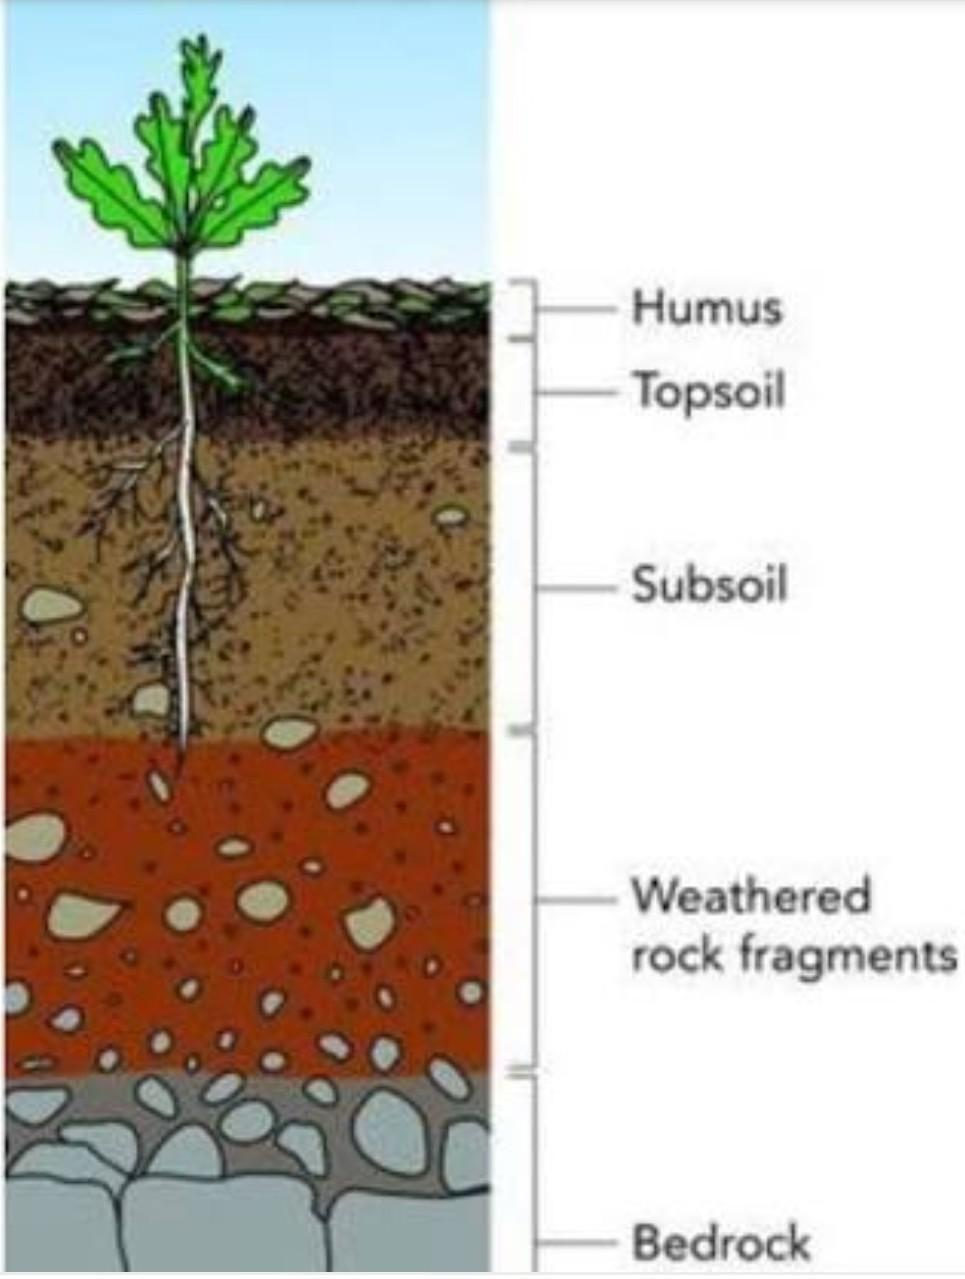 Humus
Topsoil
Subsoil
Weathered
rock fragments
Bedrock